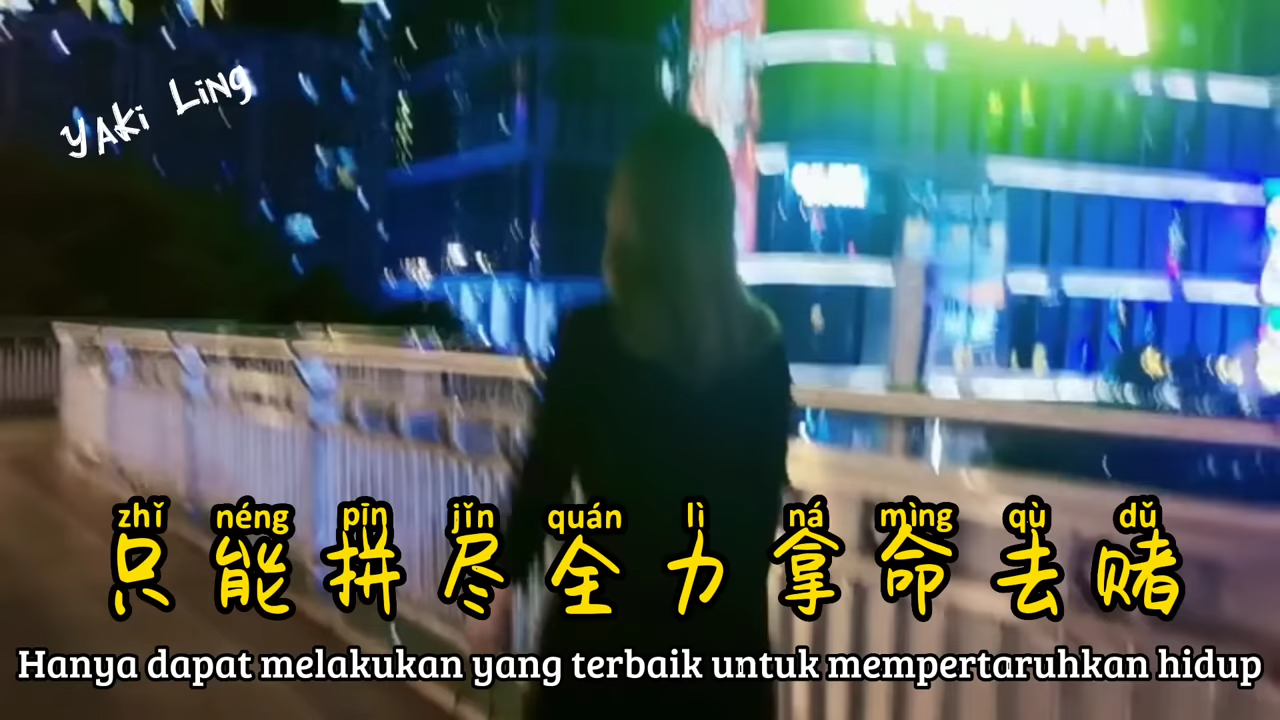 YAKi LiNg
zhǐ néng pīn jǐn quán lì ná mìng qù dǔ
只能拼尽全力拿命去赌
Hanya dapat melakukan yang terbaik untuk mempertaruhkan hidup